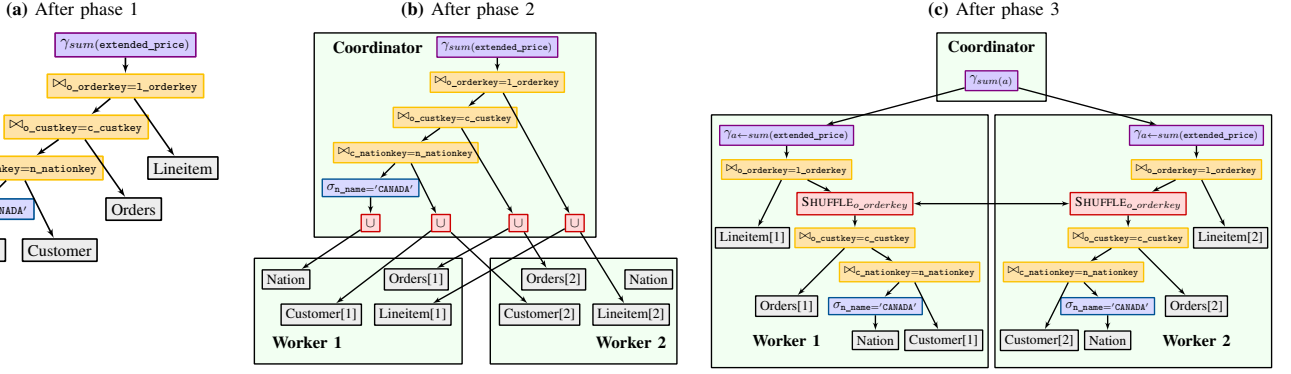 (a) After phase 1
γsum(extended_price)
⋈o_orderkey=l_orderkey
⋈o_custkey=c_custkey
key=n_nationkey
Lineitem
NADA'
Orders
Customer
(b) After phase 2
Coordinator
γsum(extended_price)
⋈o_orderkey=l_orderkey
⋈o_custkey=c_custkey
⋈c_nationkey=n_nationkey
σn_name='CANADA'
∪ ∪ ∪ ∪
Nation
Orders[1]
Customer[1]
Lineitem[1]
Worker 1
Orders[2]
Nation
Customer[2]
Lineitem[2]
Worker 2
(c) After phase 3
Coordinator
γsum(a)
γa←sum(extended_price)
⋈o_orderkey=l_orderkey
SHUFFLEo_orderkey
Lineitem[1]
⋈o_custkey=c_custkey
⋈c_nationkey=n_nationkey
Orders[1]
σn_name='CANADA'
Worker 1
Nation
Customer[1]
γa←sum(extended_price)
⋈o_orderkey=l_orderkey
SHUFFLEo_orderkey
⋈o_custkey=c_custkey
Lineitem[2]
⋈c_nationkey=n_nationkey
σn_name='CANADA'
Orders[2]
Customer[2]
Nation
Worker 2